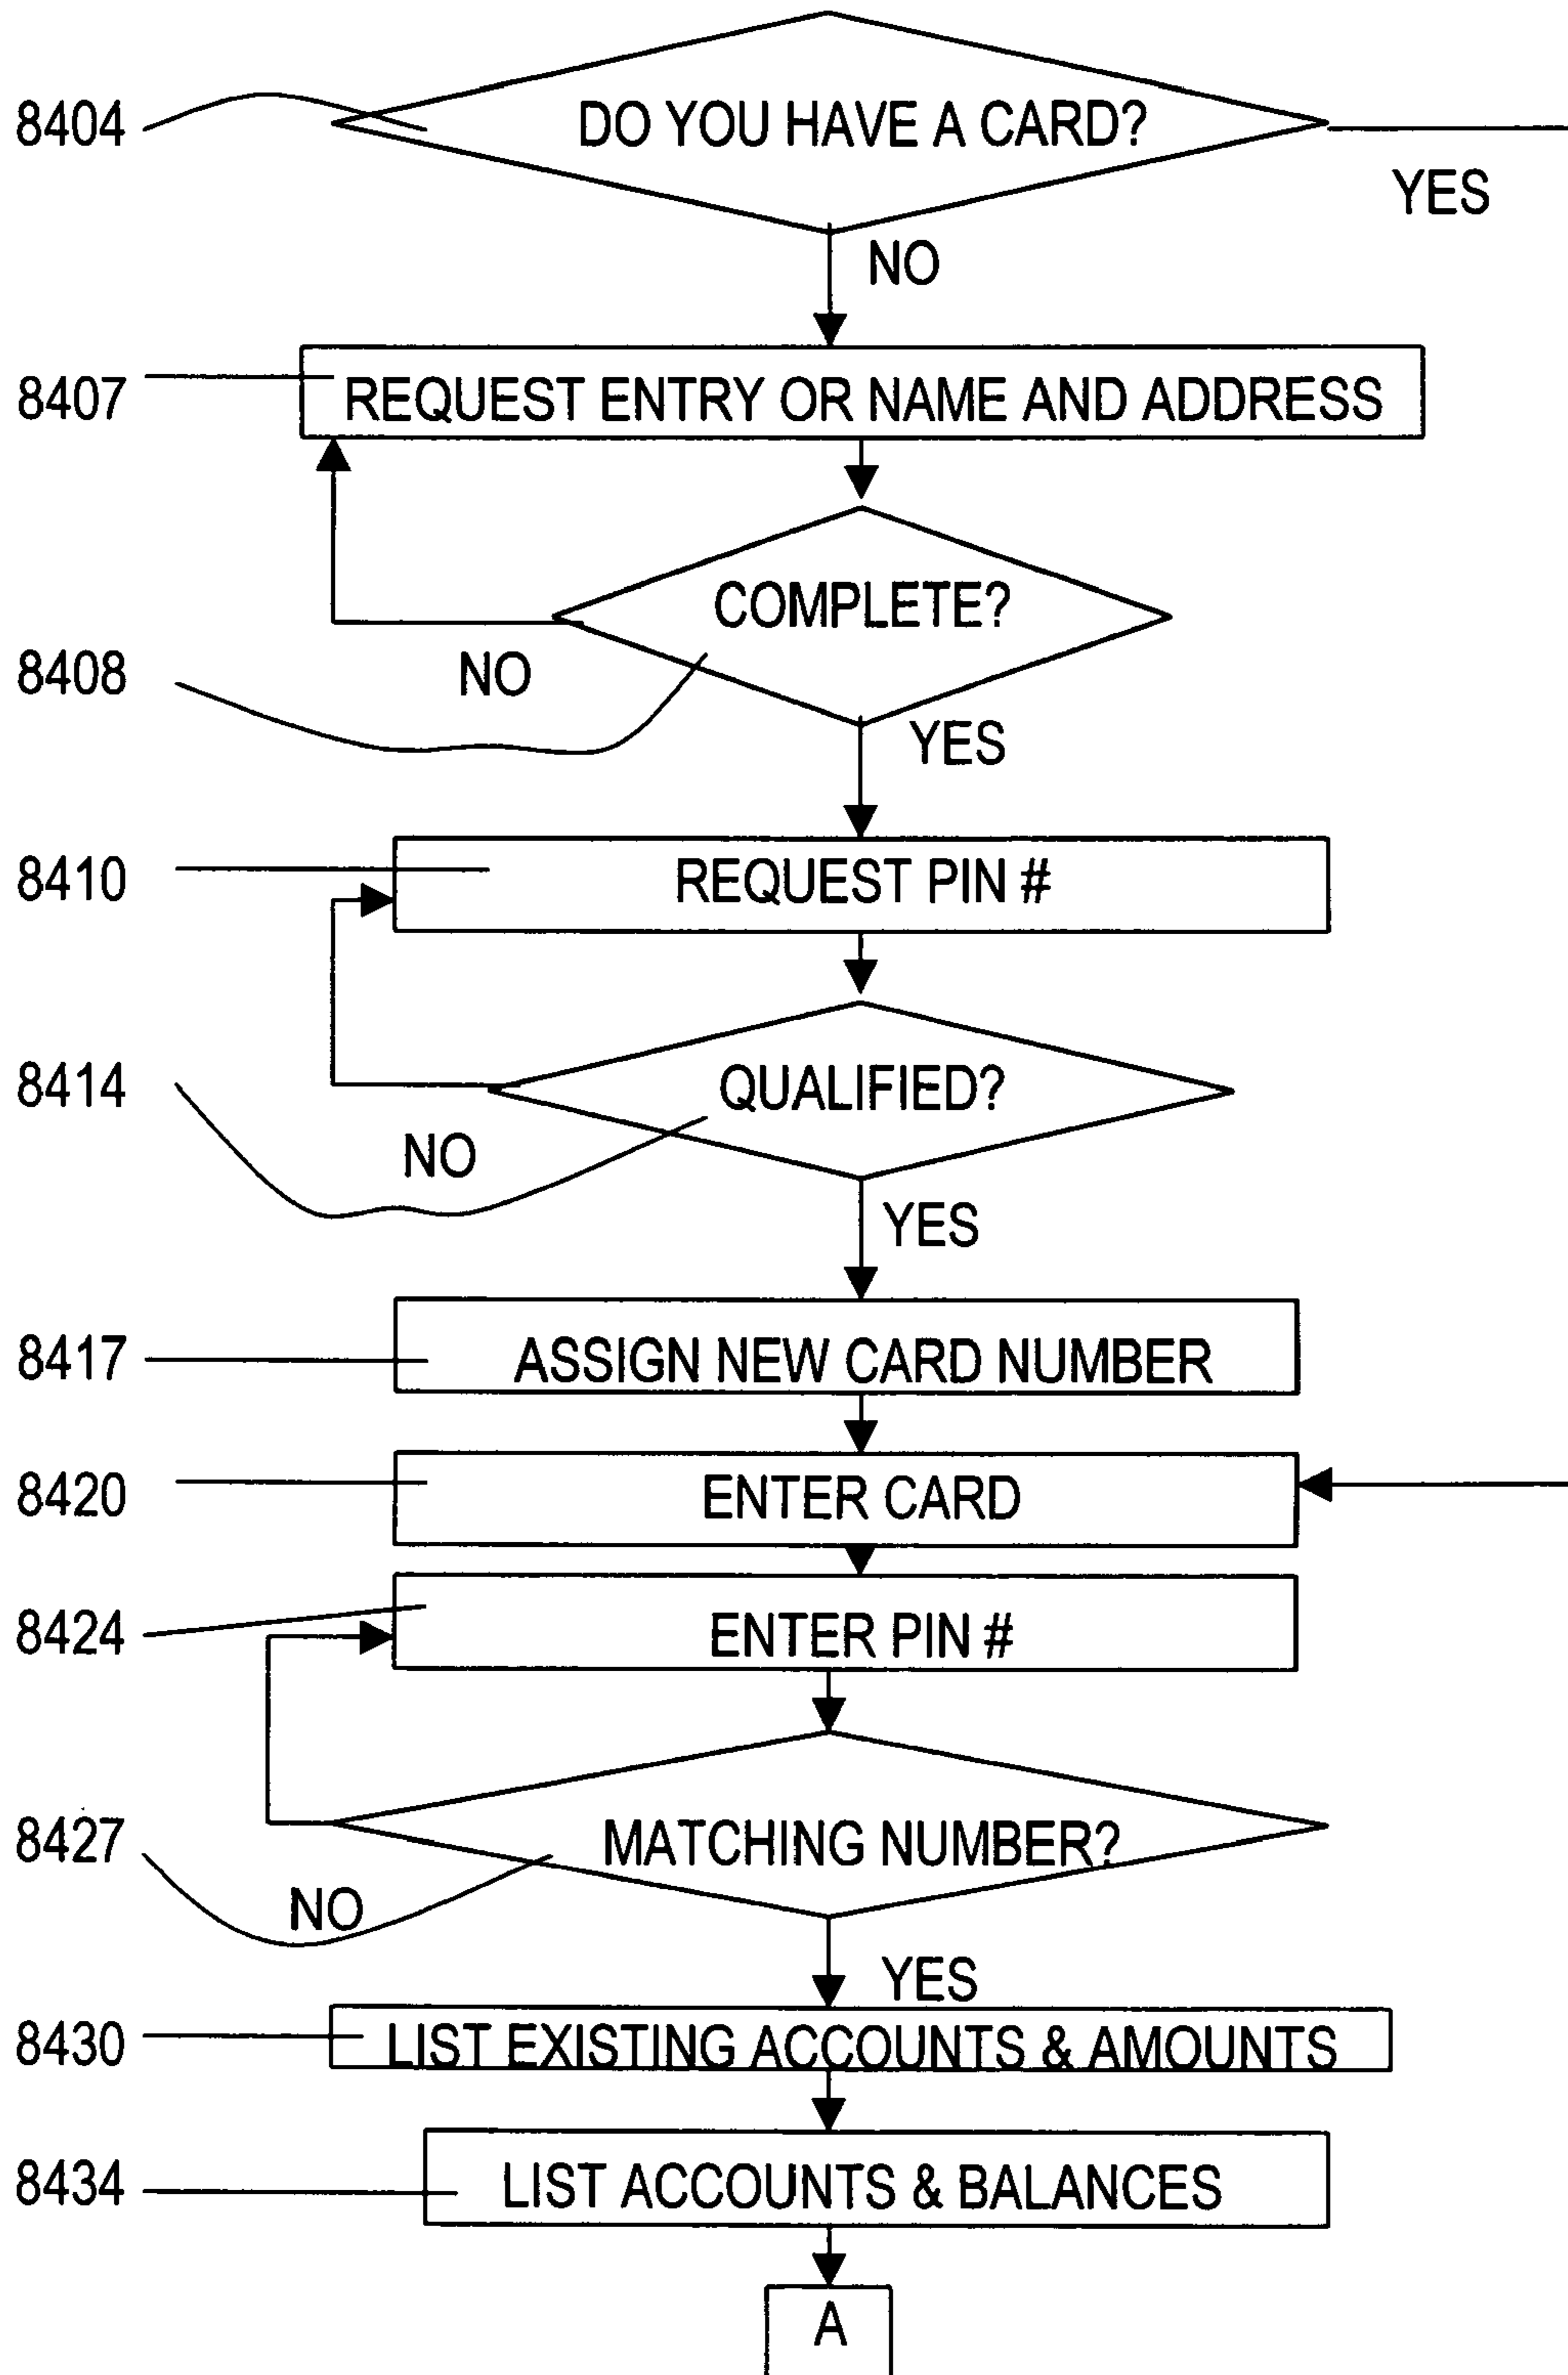 8404 DO YOU HAVE A CARD?
YES
NO
8407 REQUEST ENTRY OR NAME AND ADDRESS
COMPLETE?
8408 NO
YES
8410 REQUEST PIN #
8414 QUALIFIED?
NO
YES
8417 ASSIGN NEW CARD NUMBER
8420 ENTER CARD
8424 ENTER PIN #
8427 MATCHING NUMBER?
NO
YES
8430 LIST EXISTING ACCOUNTS & AMOUNTS
8434 LIST ACCOUNTS & BALANCES
A